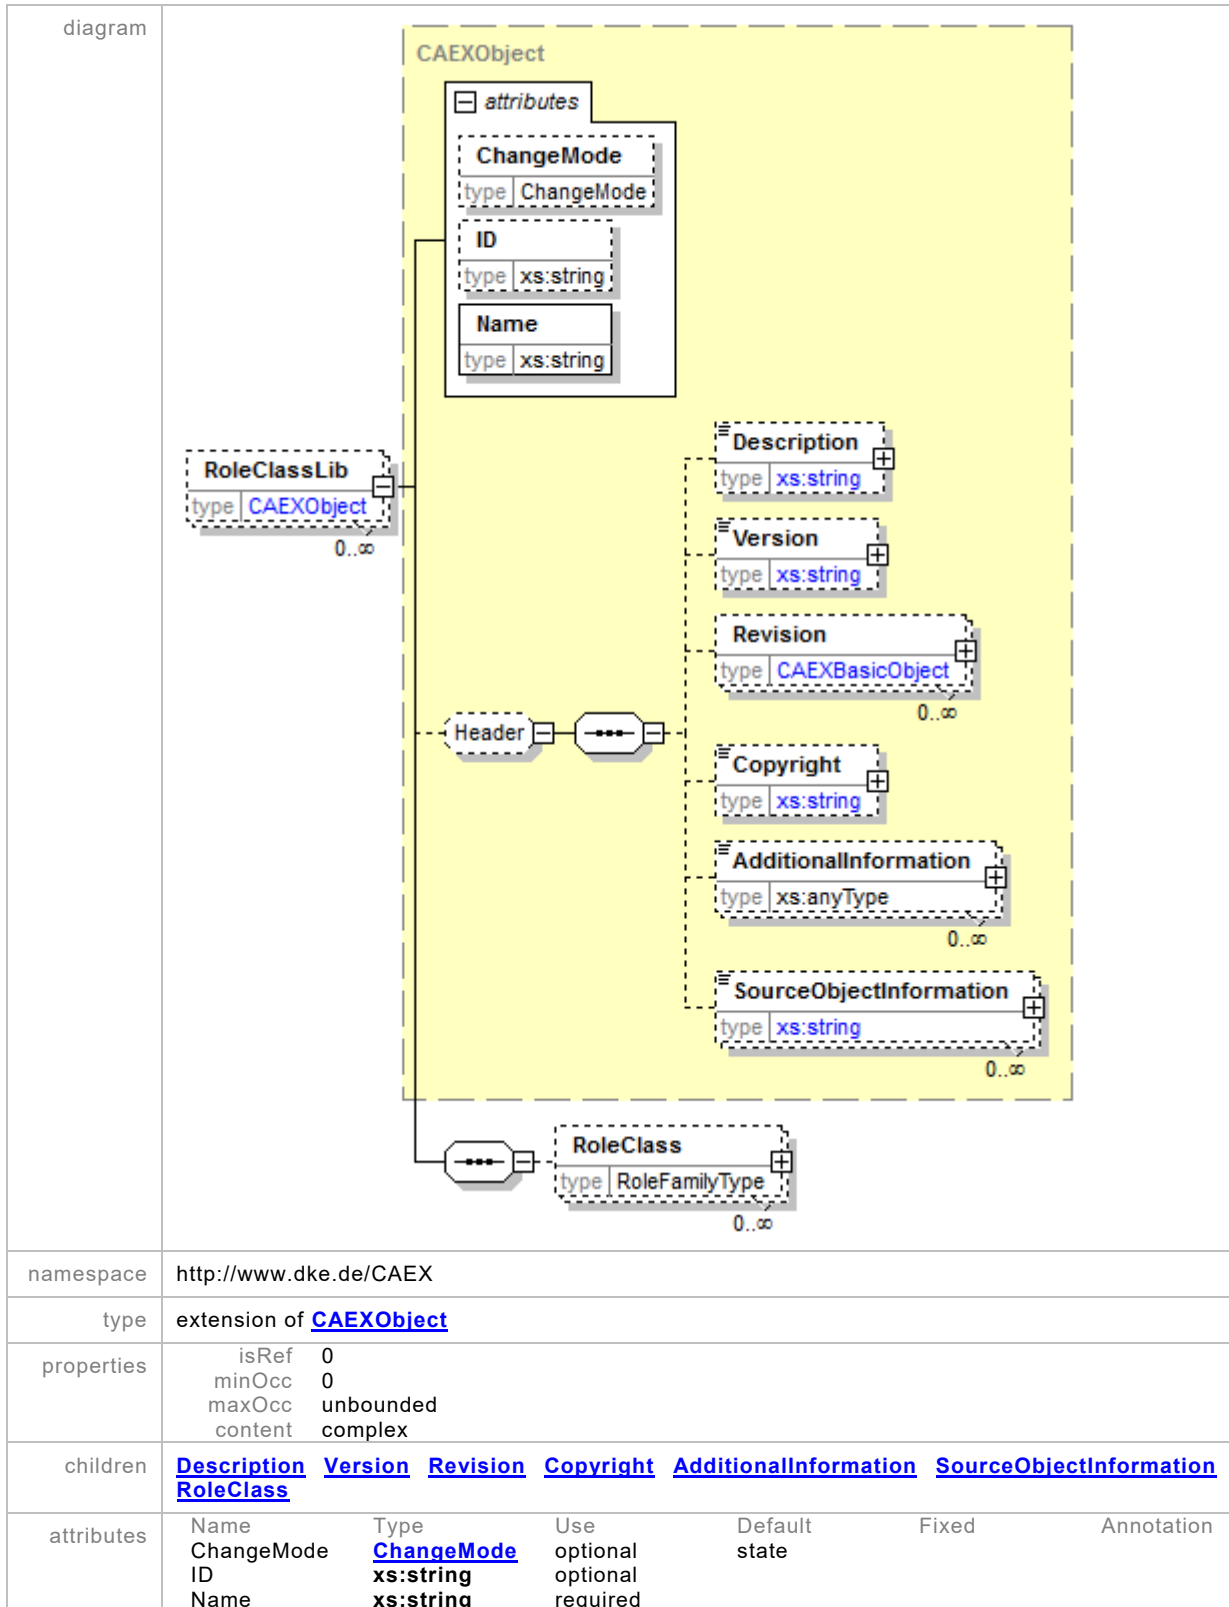 diagram
CAEXObject
attributes
ChangeMode
type ChangeMode
ID
type xs:string
Name
type xs:string
RoleClassLib
type CAEXObject
0..∞
Description
type xs:string
Version
type xs:string
Revision
type CAEXBasicObject
0..∞
Header
Copyright
type xs:string
AdditionalInformation
type xs:anyType
0..∞
SourceObjectInformation
type xs:string
0..∞
RoleClass
type RoleFamilyType
0..∞
namespace http://www.dke.de/CAEX
type extension of CAEXObject
properties isRef 0
minOcc 0
maxOcc unbounded
content complex
children Description Version Revision Copyright AdditionalInformation SourceObjectInformation
RoleClass
attributes Name Type Use Default Fixed Annotation
ChangeMode ChangeMode optional state
ID xs:string optional
Name xs:string required